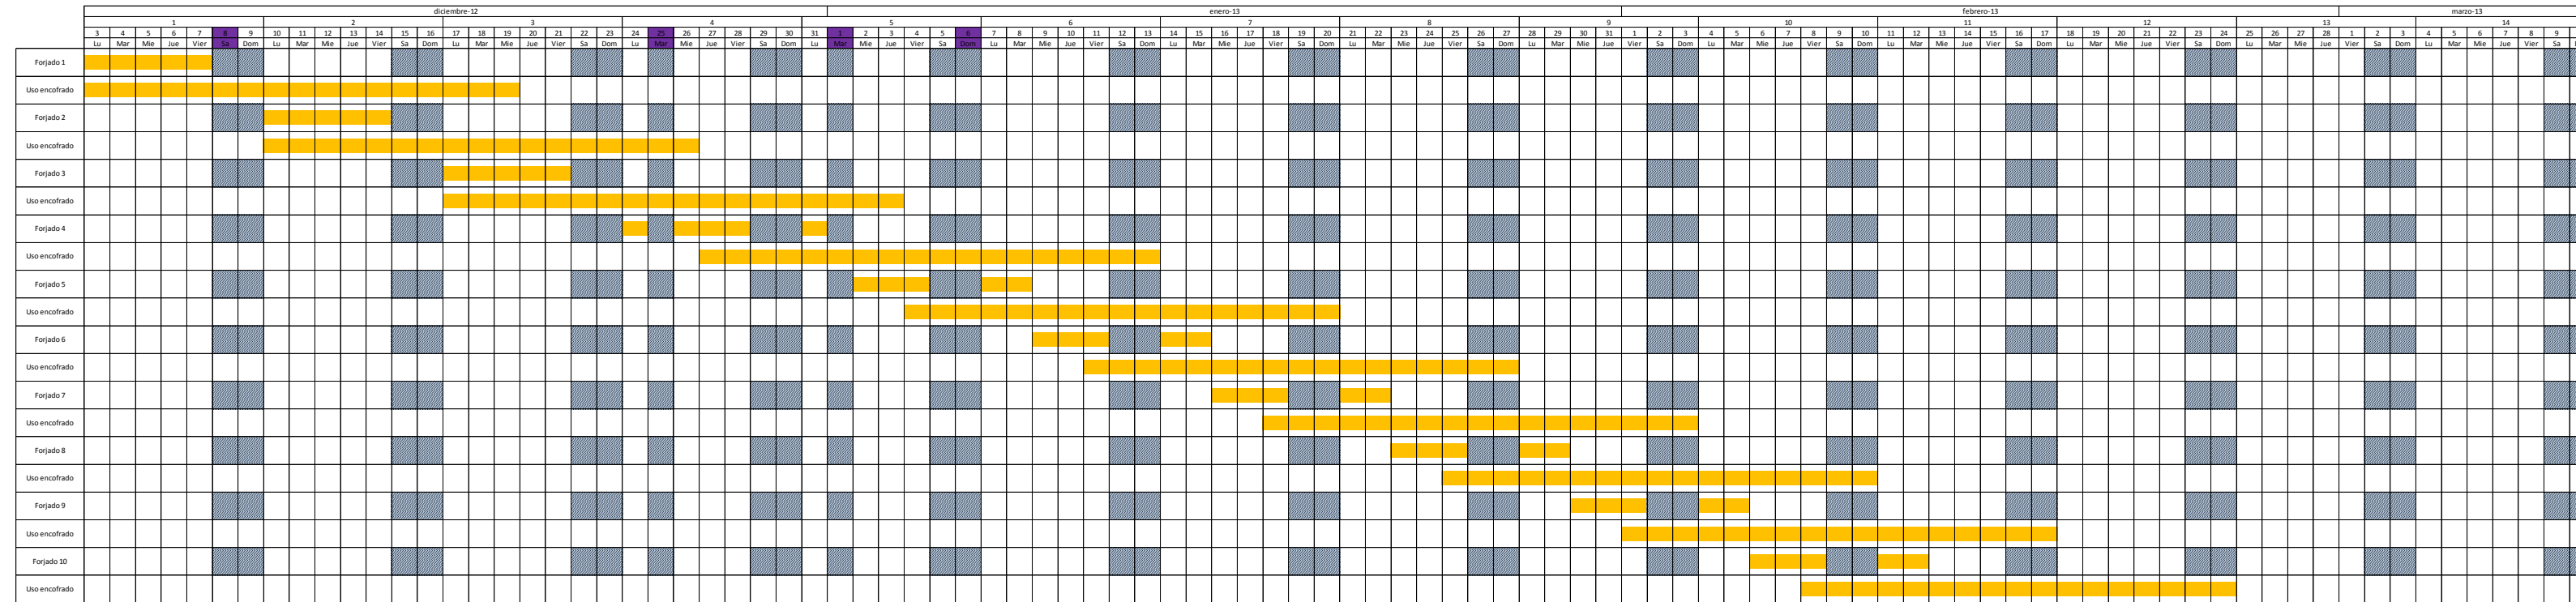 diciembre-12 enero-13 febrero-13 marzo-13
1 2 3 4 5 6 7 8 9 10 11 12 13 14
3 4 5 6 7 8 9 10 11 12 13 14 15 16 17 18 19 20 21 22 23 24 25 26 27 28 29 30 31 1 2 3 4 5 6 7 8 9 10 11 12 13 14 15 16 17 18 19 20 21 22 23 24 25 26 27 28 29 30 31 1 2 3 4 5 6 7 8 9 10 11 12 13 14 15 16 17 18 19 20 21 22 23 24 25 26 27 28 1 2 3 4 5 6 7 8 9
Lu Mar Mie Jue Vier Sa Dom Lu Mar Mie Jue Vier Sa Dom Lu Mar Mie Jue Vier Sa Dom Lu Mar Mie Jue Vier Sa Dom Lu Mar Mie Jue Vier Sa Dom Lu Mar Mie Jue Vier Sa Dom Lu Mar Mie Jue Vier Sa Dom Lu Mar Mie Jue Vier Sa Dom Lu Mar Mie Jue Vier Sa Dom Lu Mar Mie Jue Vier Sa Dom Lu Mar Mie Jue Vier Sa Dom Lu Mar Mie Jue Vier Sa Dom Lu Mar Mie Jue Vier Sa Dom Lu Mar Mie Jue Vier Sa
Forjado 1
Uso encofrado
Forjado 2
Uso encofrado
Forjado 3
Uso encofrado
Forjado 4
Uso encofrado
Forjado 5
Uso encofrado
Forjado 6
Uso encofrado
Forjado 7
Uso encofrado
Forjado 8
Uso encofrado
Forjado 9
Uso encofrado
Forjado 10
Uso encofrado